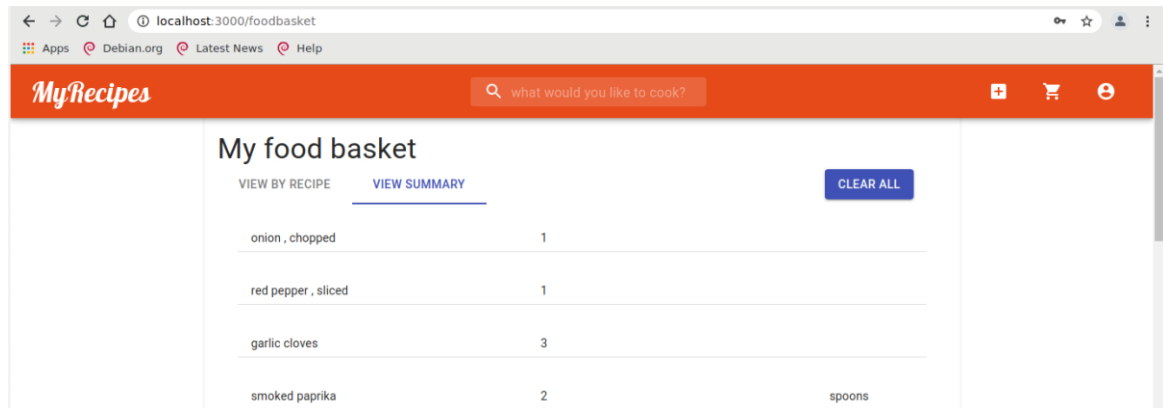 localhost:3000/foodbasket
Apps Debian.org Latest News Help
MyRecipes what would you like to cook?
My food basket
VIEW BY RECIPE VIEW SUMMARY CLEAR ALL
onion , chopped 1
red pepper , sliced 1
garlic cloves 3
smoked paprika 2 spoons